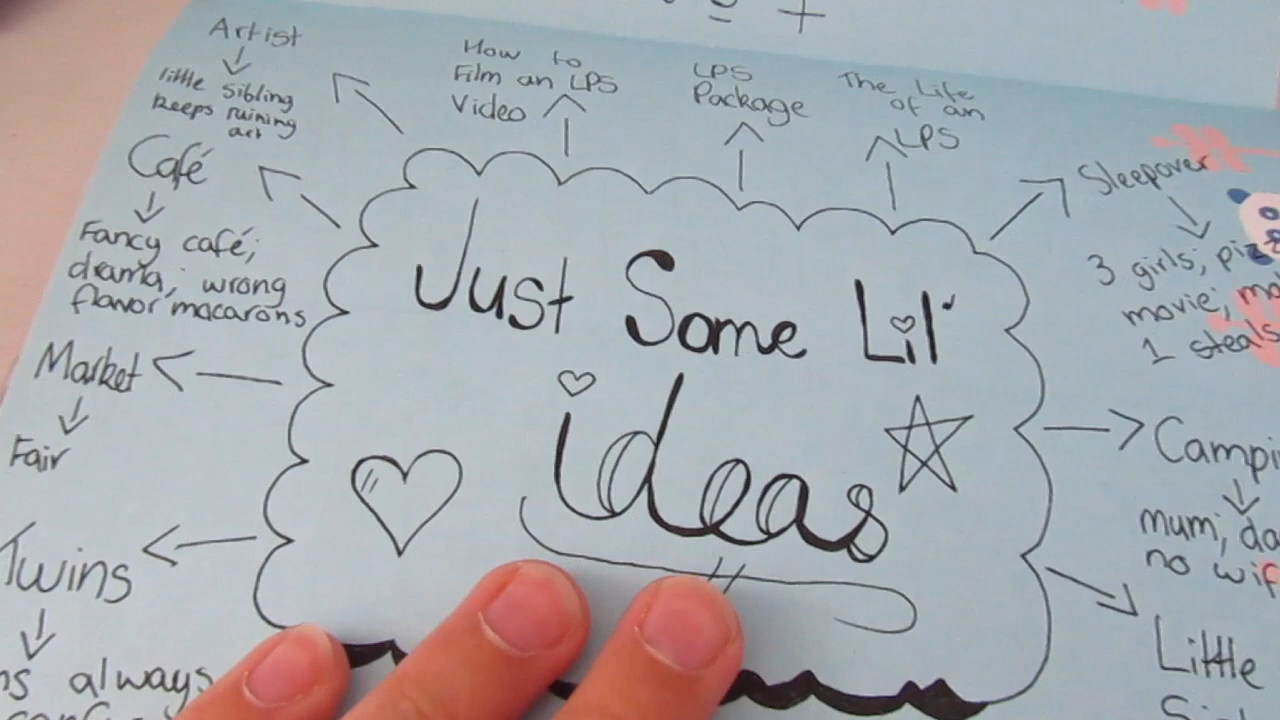 Artist
little sibling
keeps ruining
art
How to
Film an LPS
Video
LPS
Package
The Life
of an
LPS
Sleepover
3 girls;
movie;
1 steals
Café
Fancy café;
drama; wrong
flavor macarons
Just Some Lil'
ideas
Market
Fair
Twins
always
mum;
no
Little